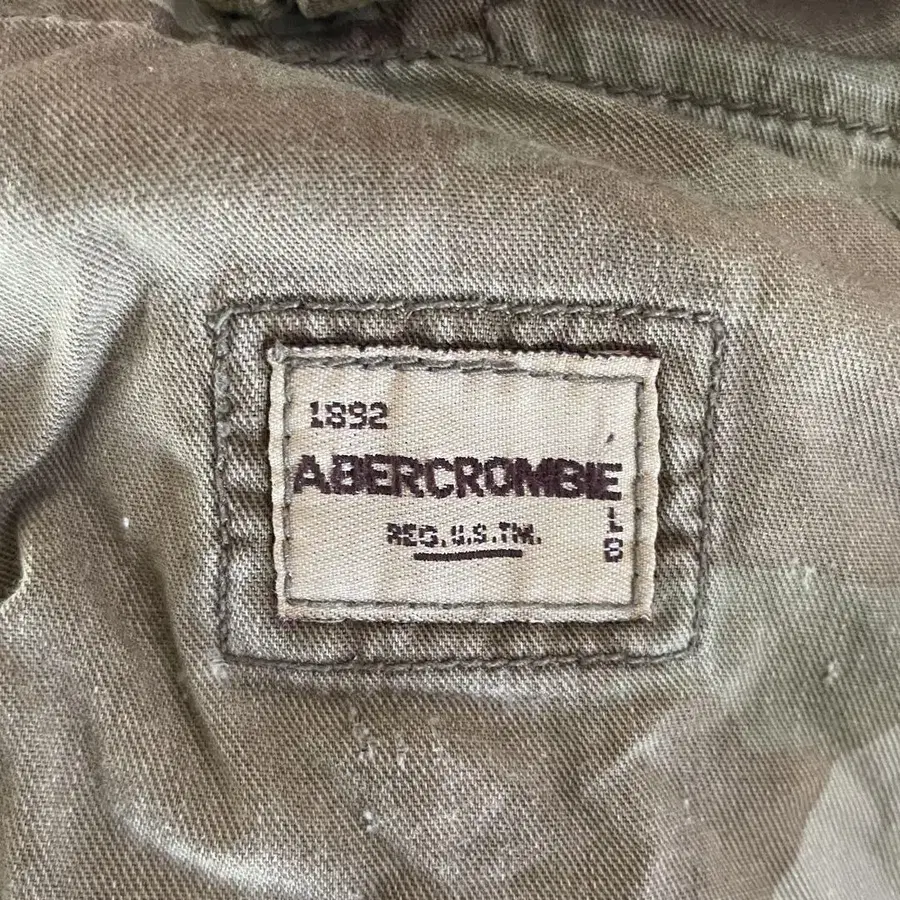 1892
ABERCROMBIE
REG.U.S.TM.
L
8